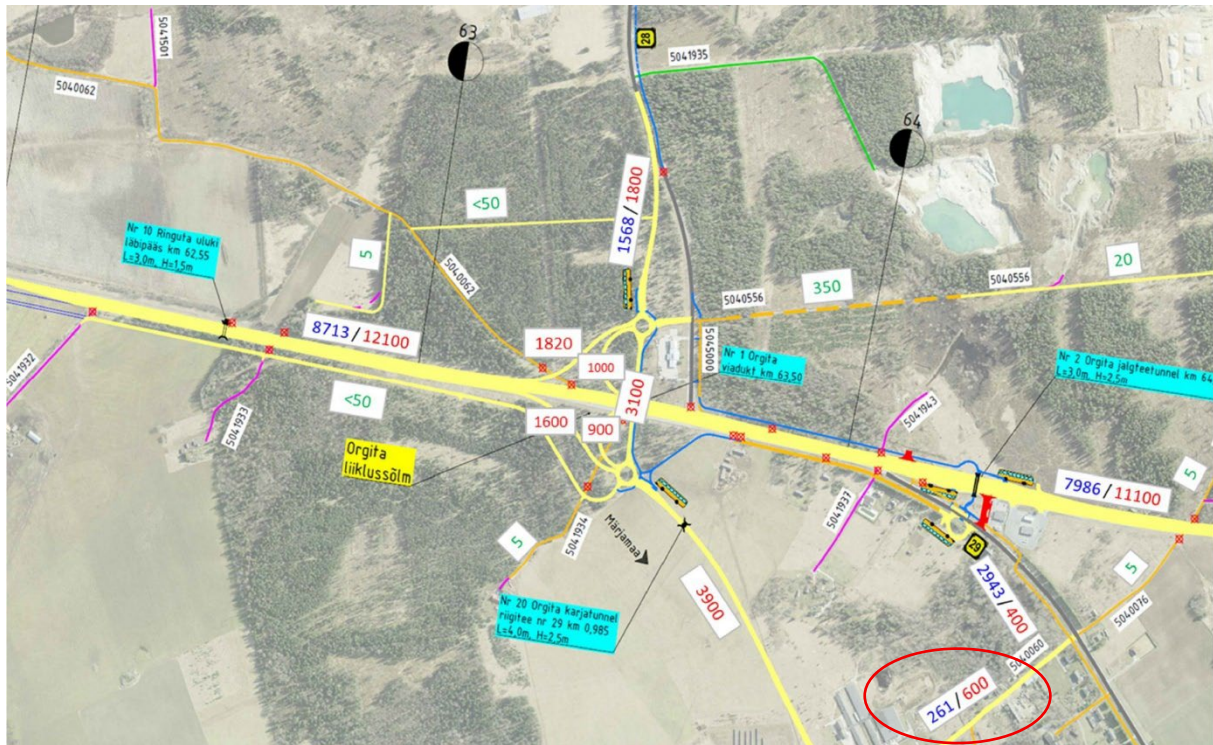 5041501
63
28
5041935
5040062
64
<50
1568/1800
20
Nr 10 Ringuta uluki
läbipääs km 62,55
L=3,0m, H=1,5m
5
5040062
350
5040556
5040556
8713/12100
5041932
1820
1000
5045000
Nr 1 Orgita
viadukt km 63,50
Nr 2 Orgita jalgteetunnel km 64
L=3,0m, H=2,5m
<50
5041933
3100
1600
900
5041943
Orgita
liiklussõlm
7986/11100
5
5041937
5041934
5
Märjamaa
29
2943/400
5
5040076
Nr 20 Orgita karjatunnel
riigitee nr 29 km 0,985
L=4,0m, H=2,5m
3900
5040060
261/600